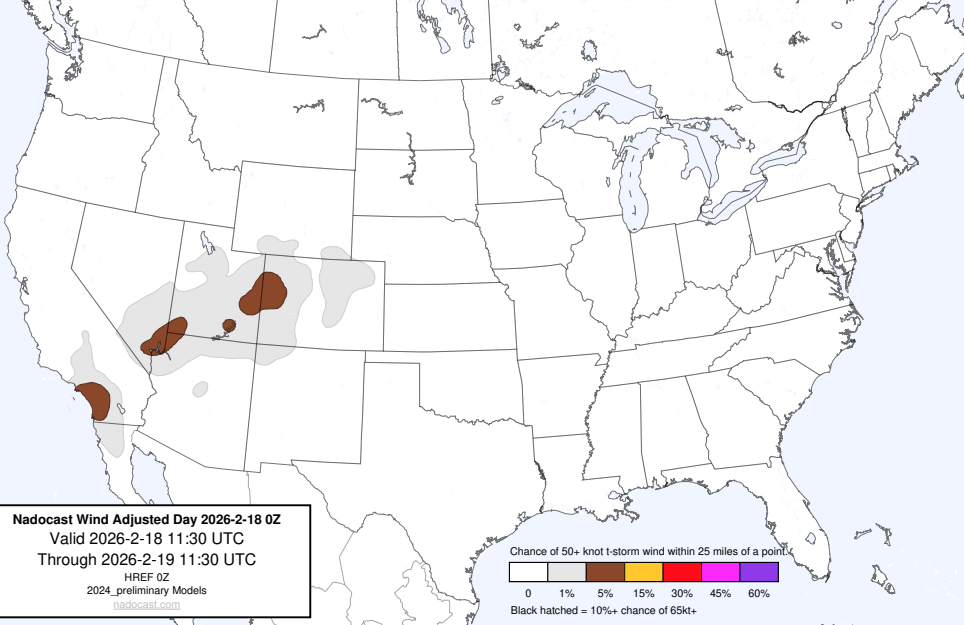 Nadocast Wind Adjusted Day 2026-2-18 0Z
Valid 2026-2-18 11:30 UTC
Through 2026-2-19 11:30 UTC
HREF 0Z
2024_preliminary Models
nadocast.com
Chance of 50+ knot t-storm wind within 25 miles of a point.
0 1% 5% 15% 30% 45% 60%
Black hatched = 10%+ chance of 65kt+